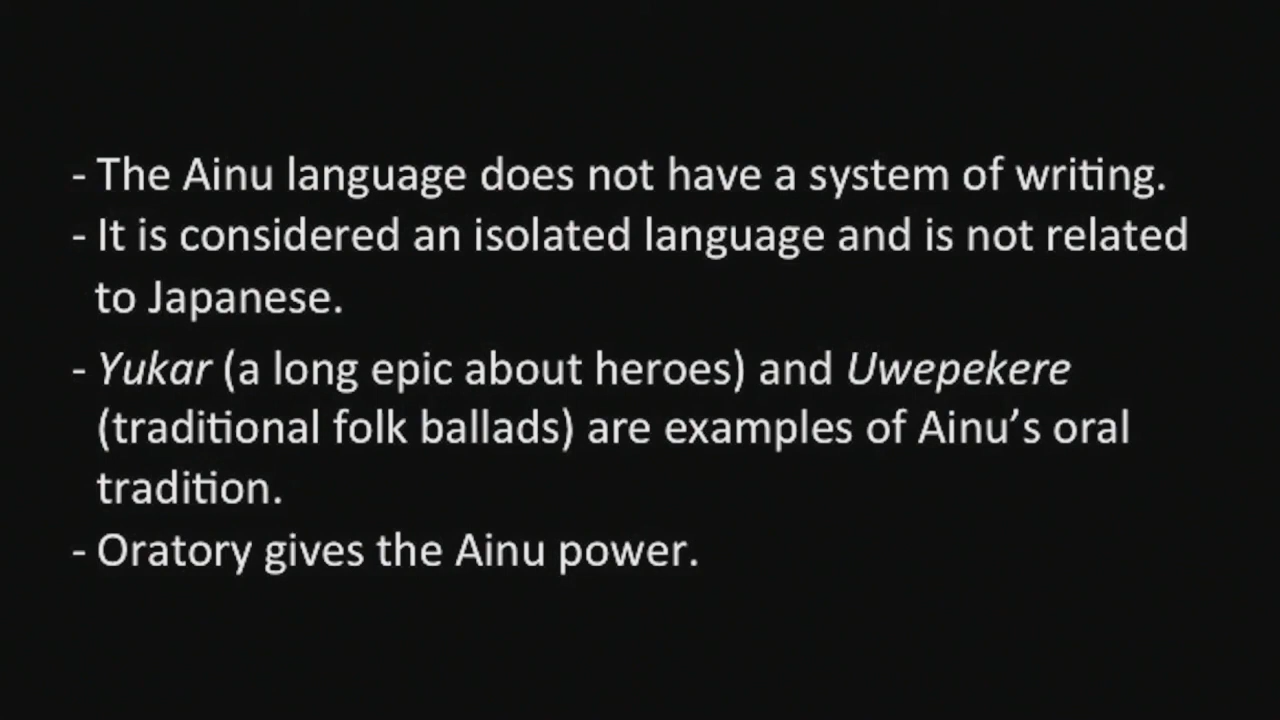 - The Ainu language does not have a system of writing.
- It is considered an isolated language and is not related
to Japanese.
- Yukar (a long epic about heroes) and Uwepekere
(traditional folk ballads) are examples of Ainu’s oral
tradition.
- Oratory gives the Ainu power.